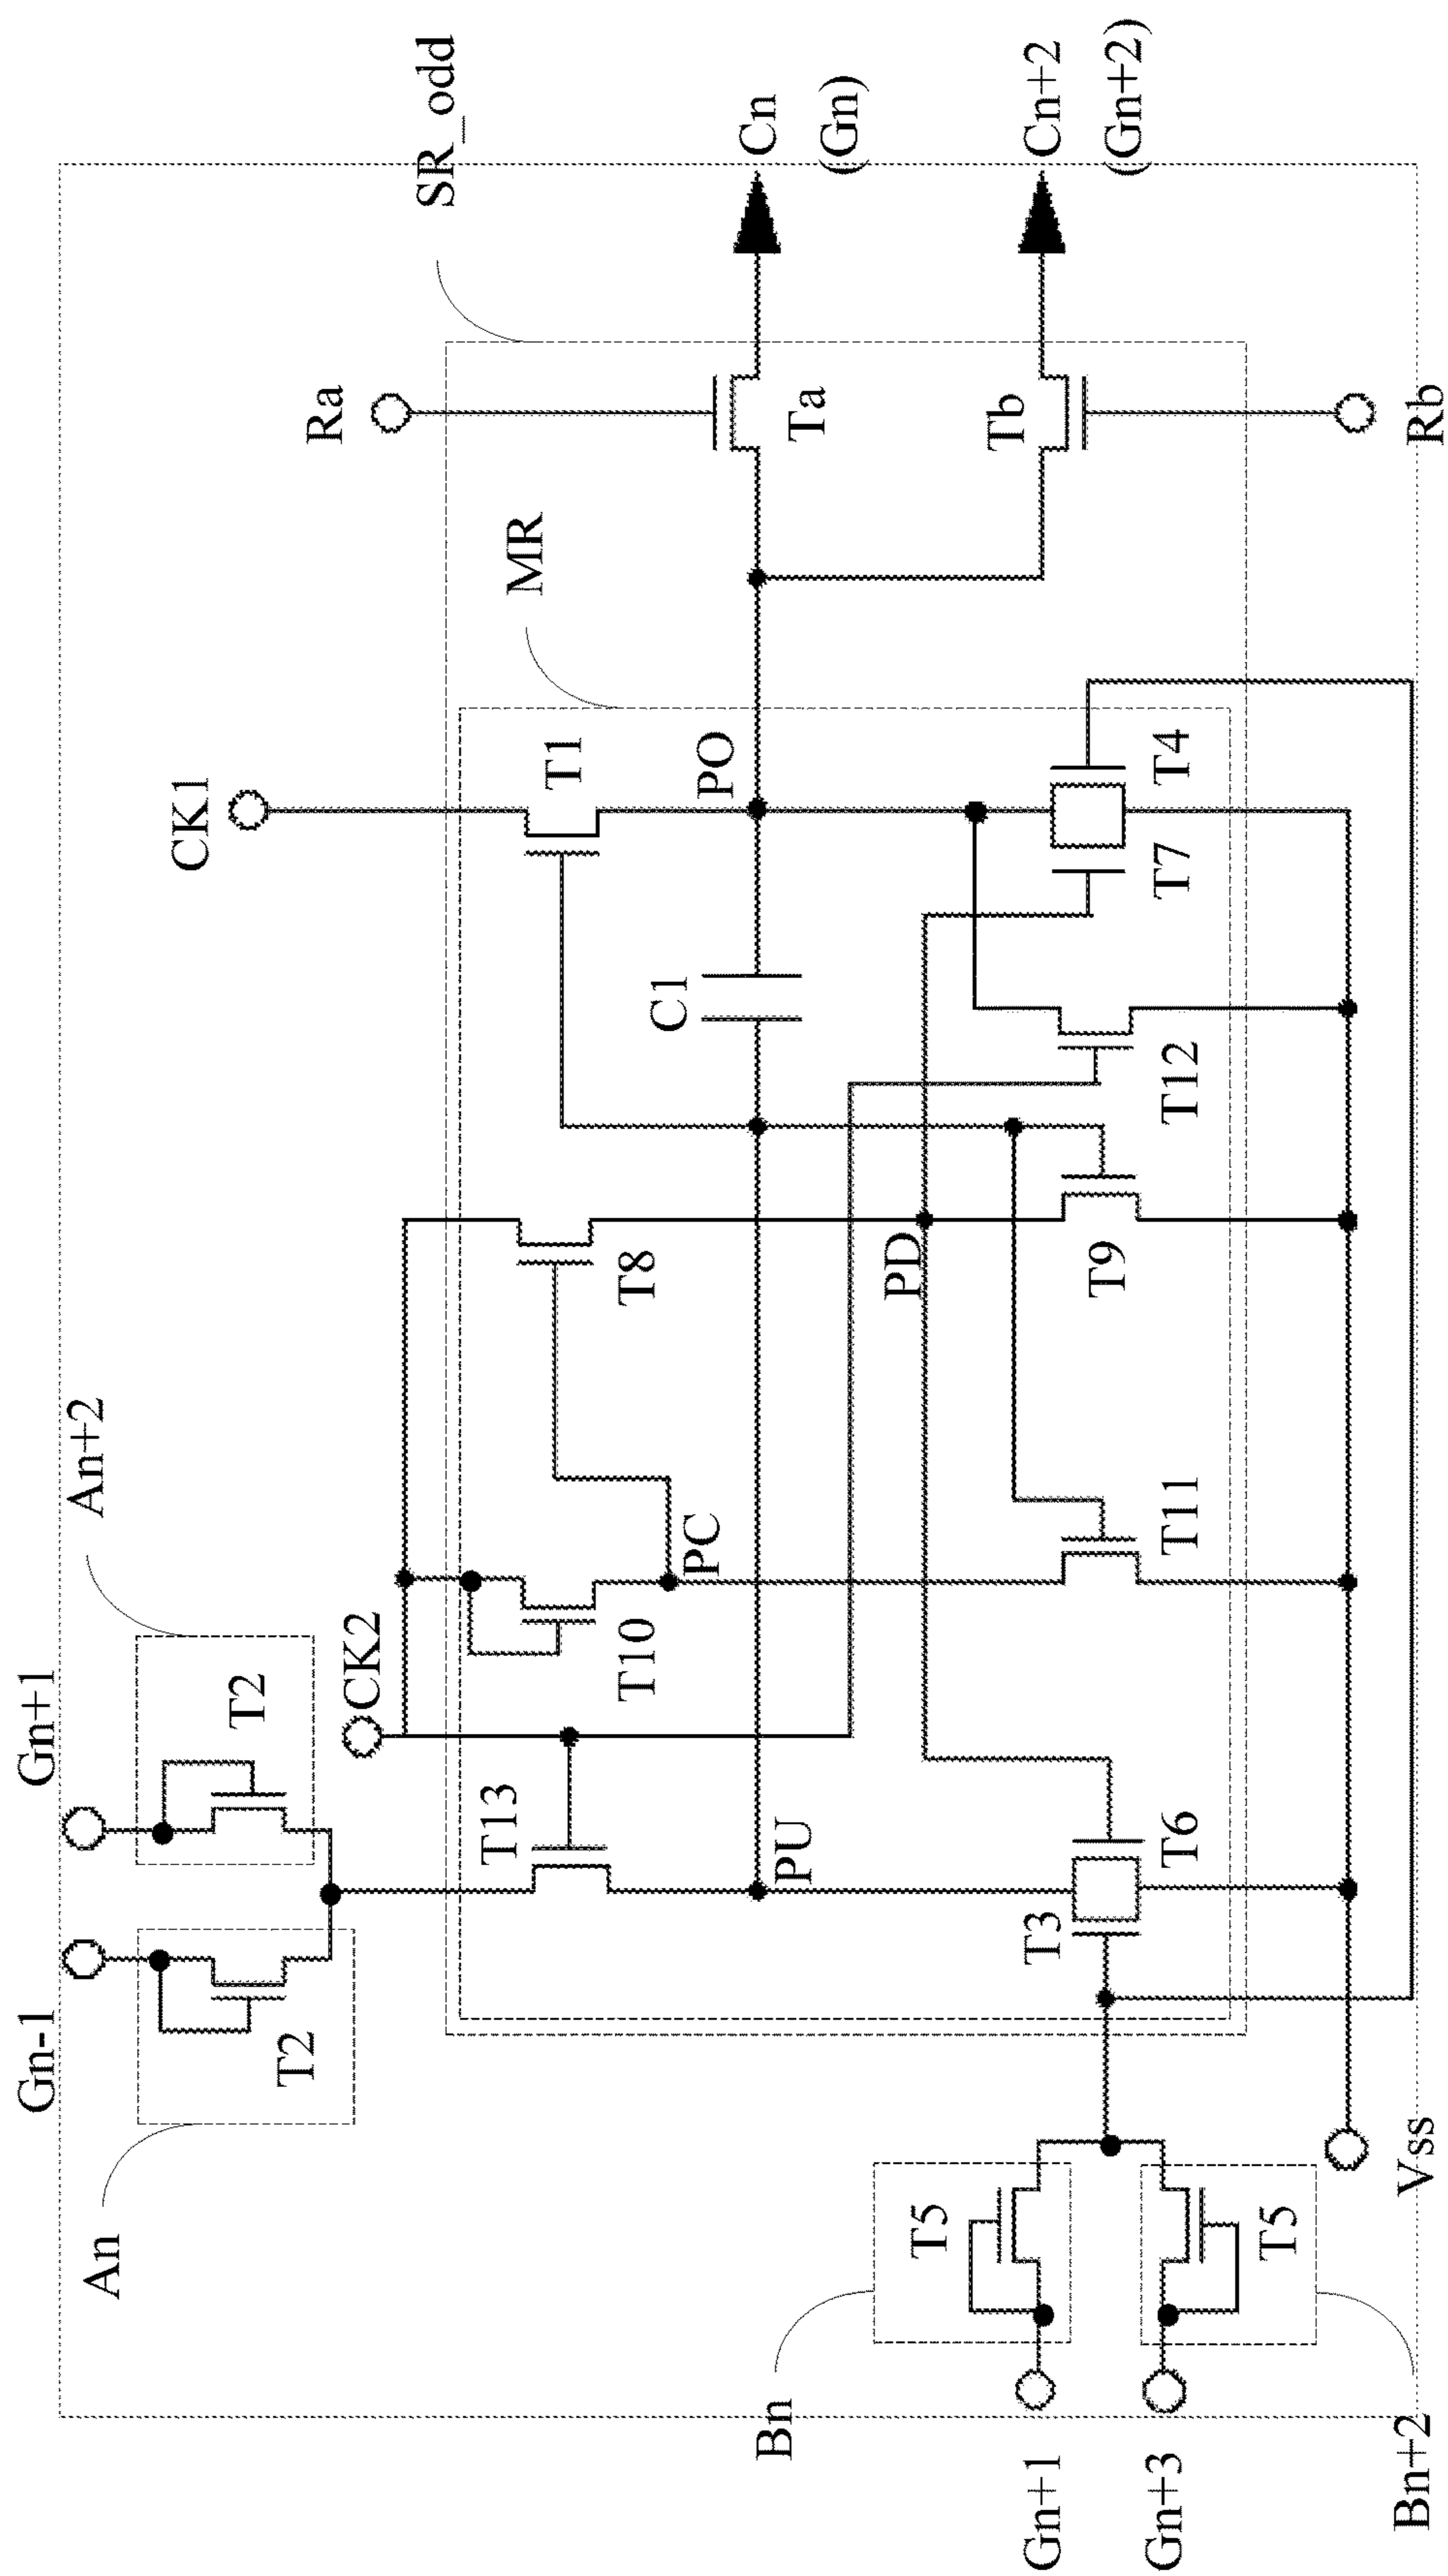 Gn-1
Gn+1
An
An+2
T2
T2
CK2
CK1
Ra
SR_odd
MR
T13
T10
T8
T1
PC
C1
PU
PO
PD
Ta
Tb
Cn
(Gn)
Cn+2
(Gn+2)
T3
T6
T11
T9
T12
T7
T4
Bn
T5
T5
Gn+1
Gn+3
Bn+2
Vss
Rb